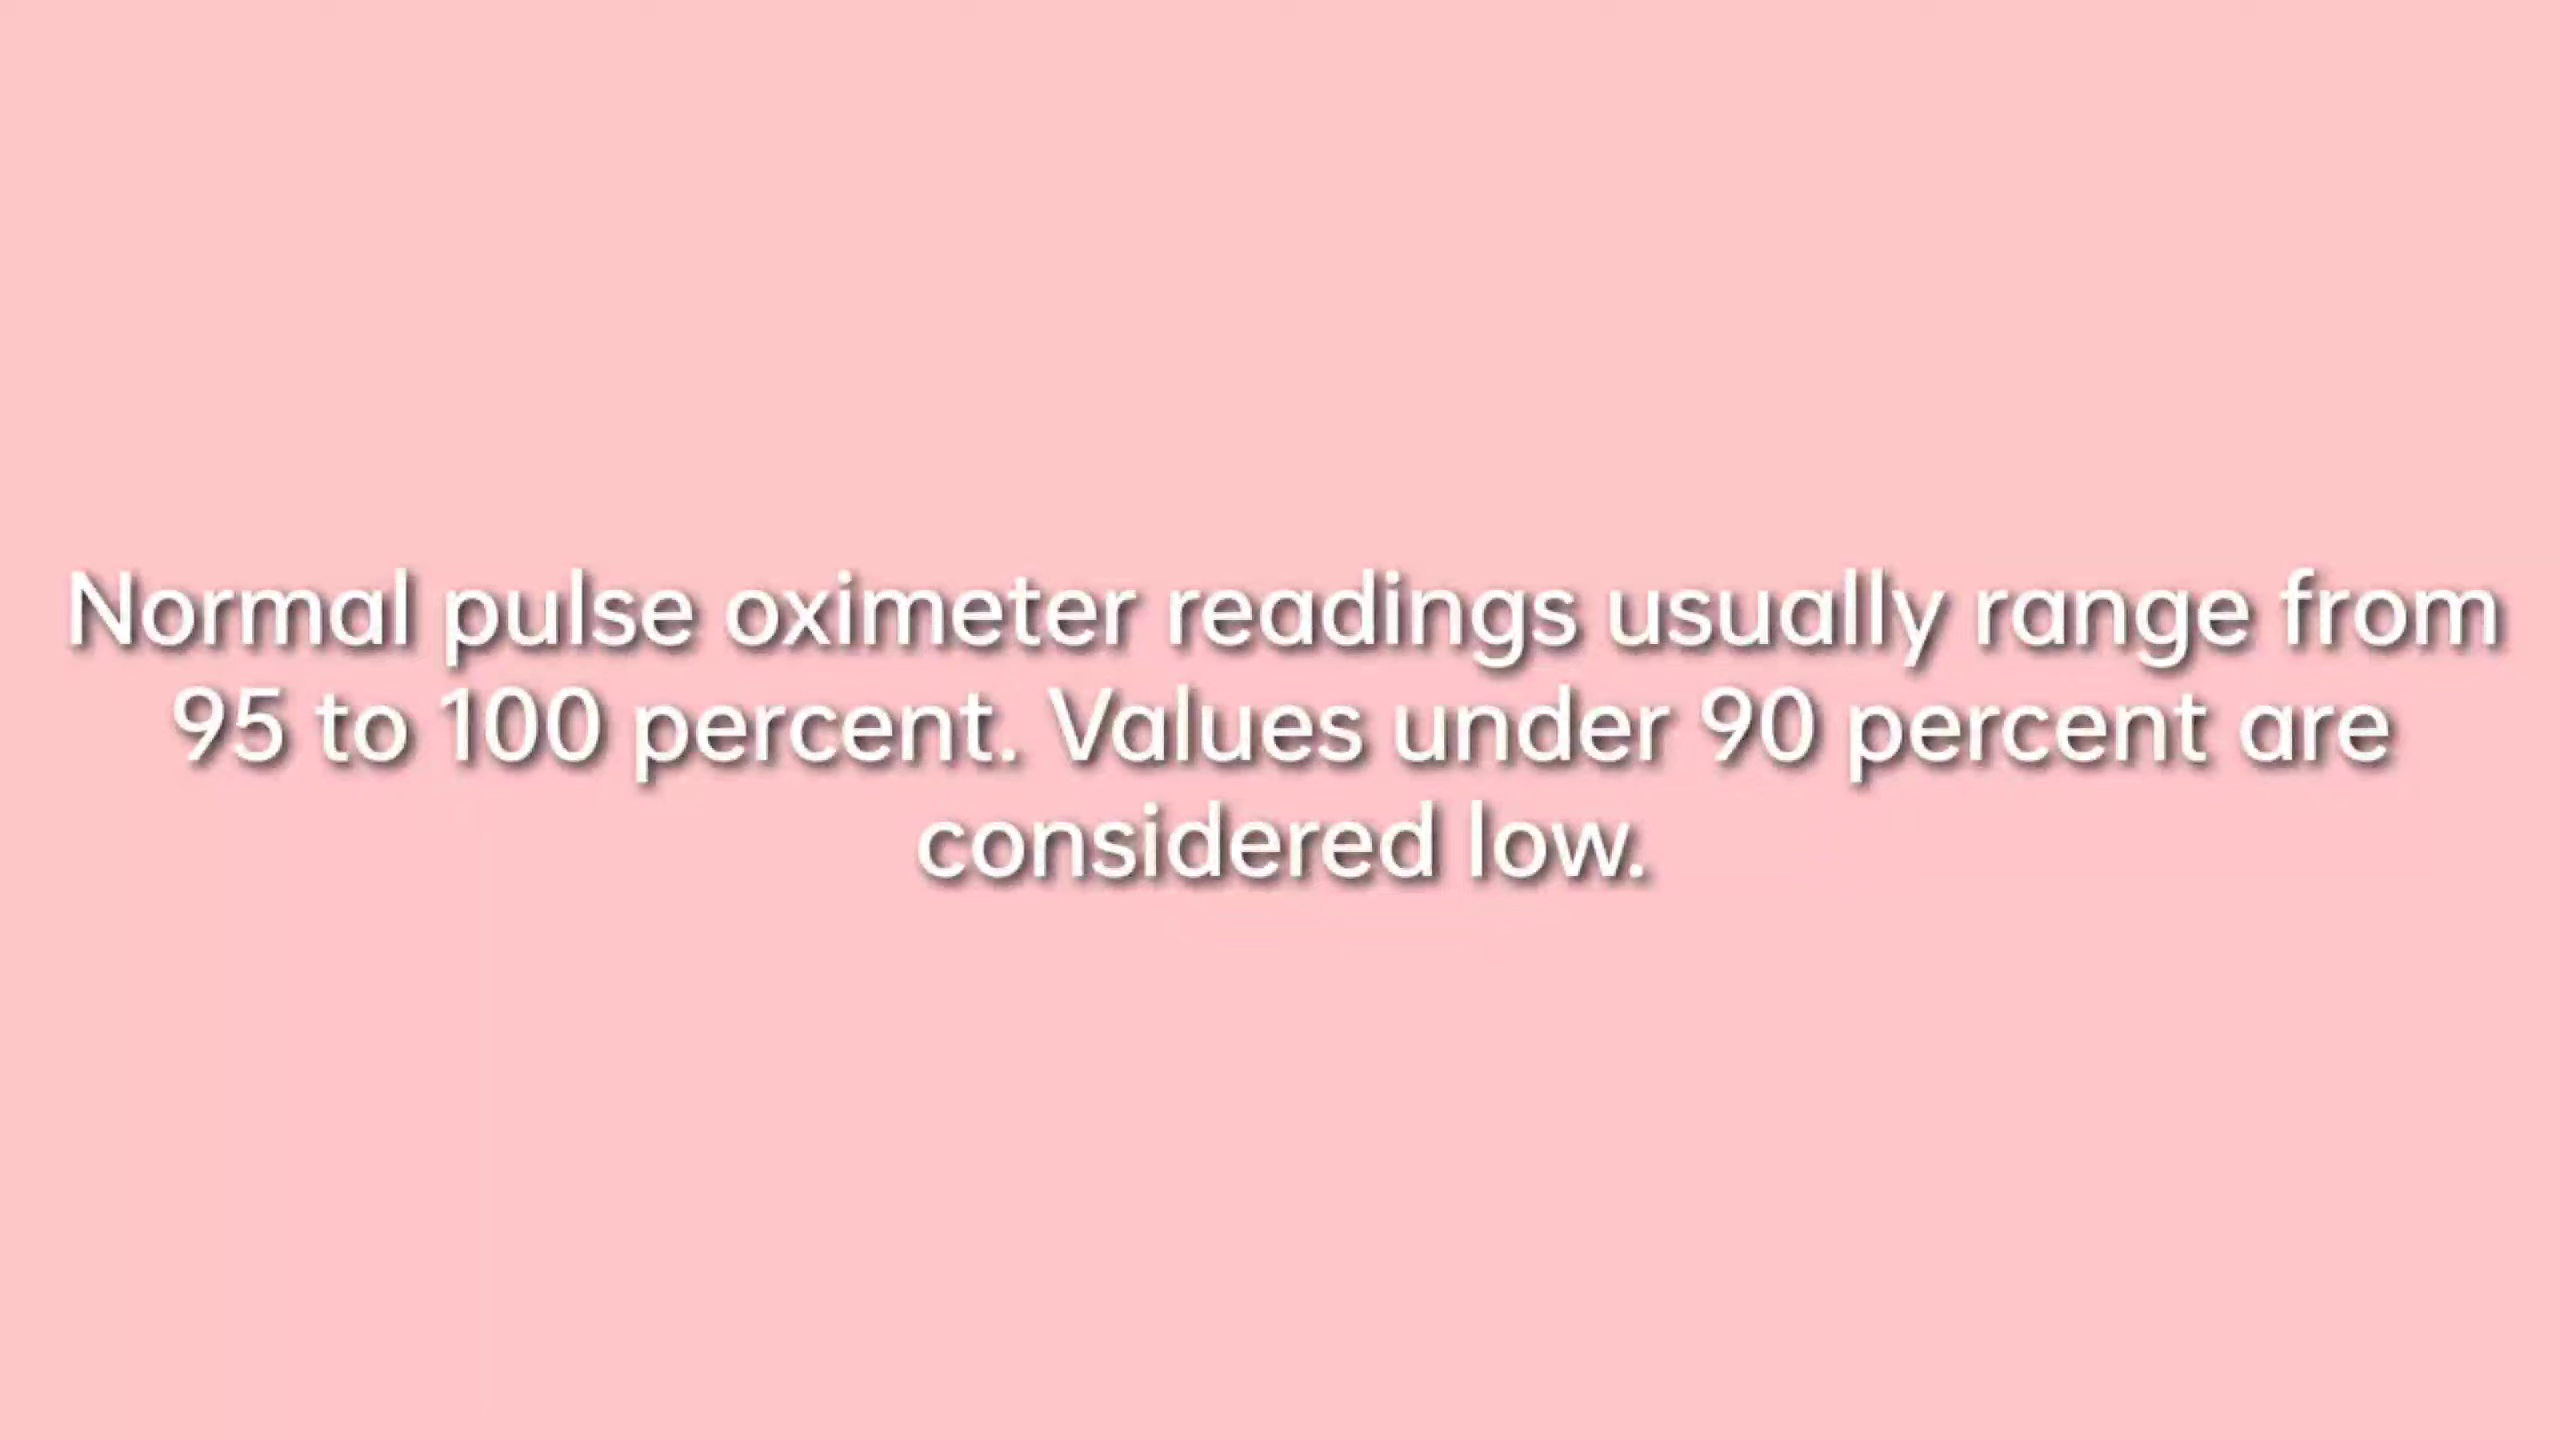 Normal pulse oximeter readings usually range from
95 to 100 percent. Values under 90 percent are
considered low.